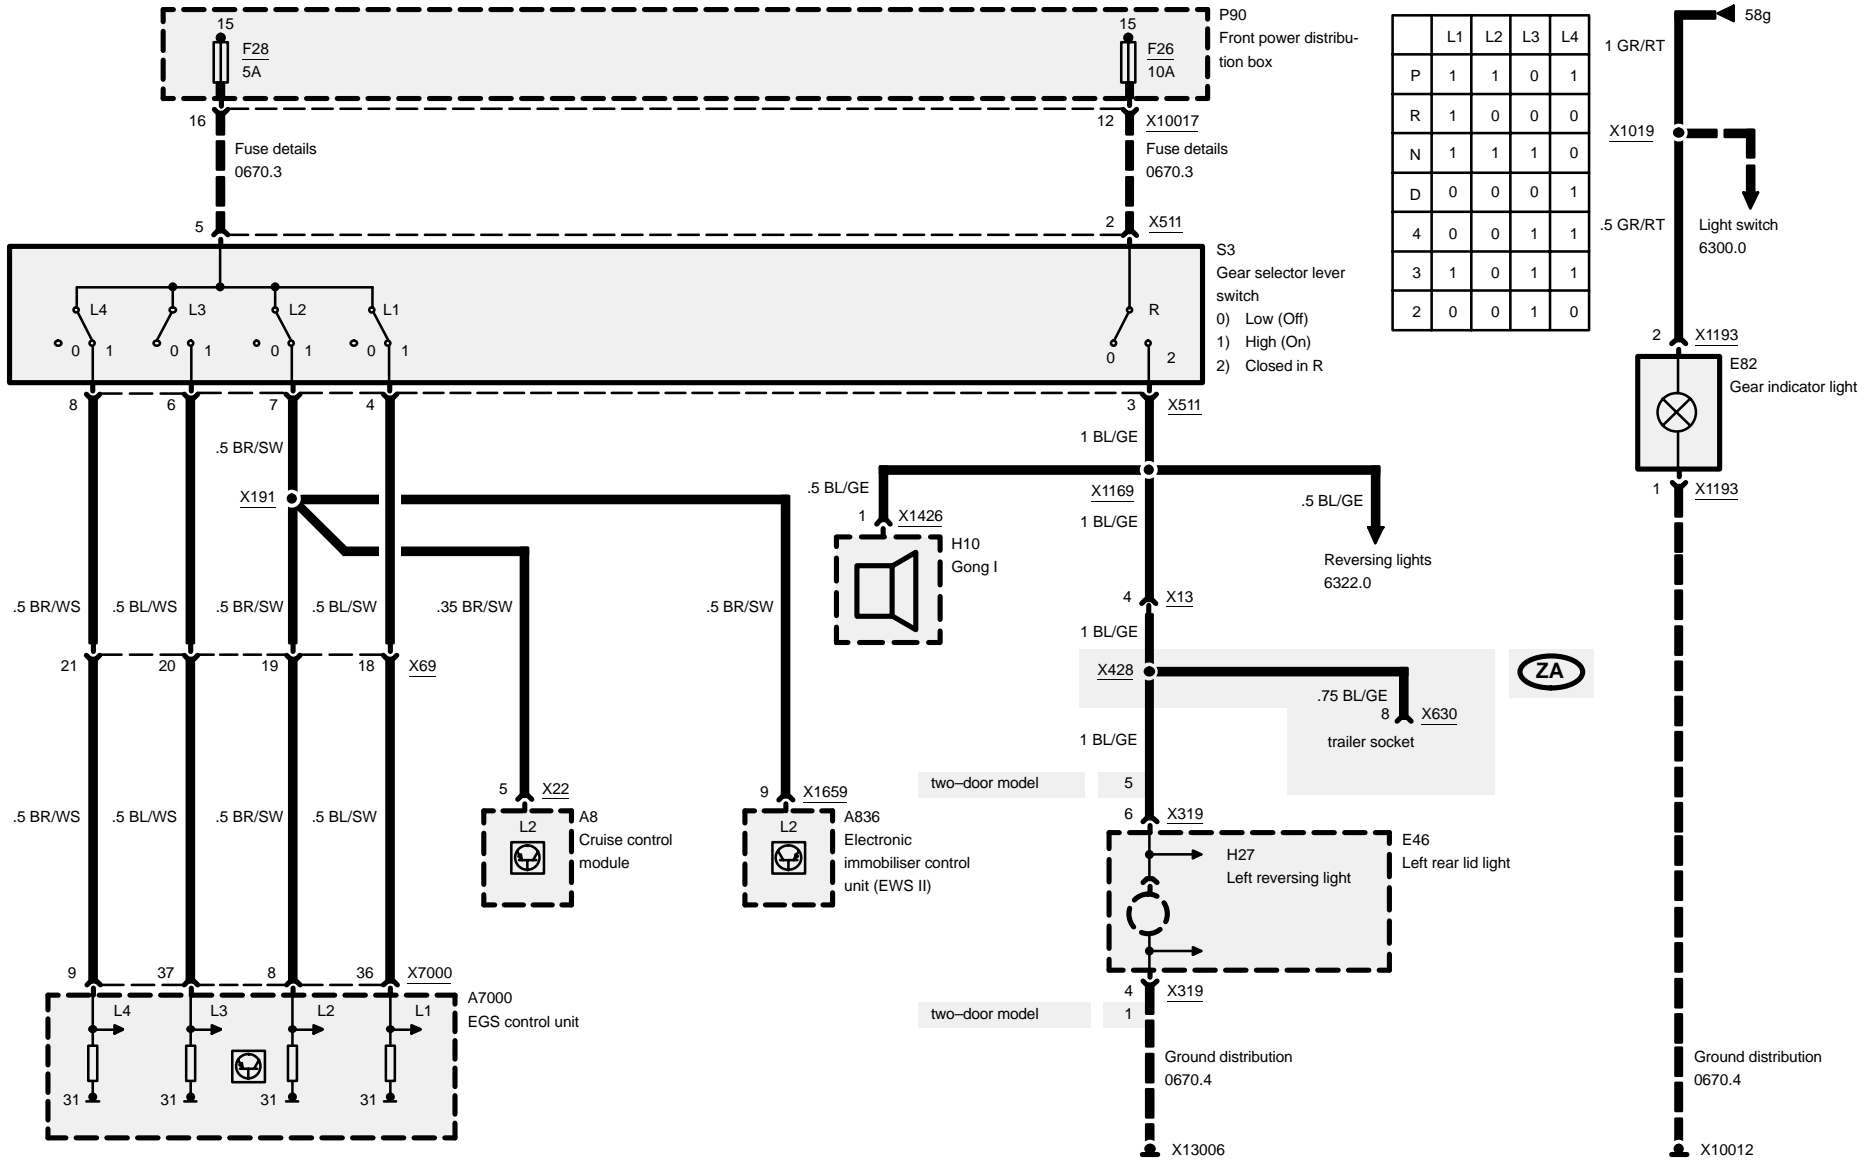 P90
Front power distribu-
tion box
15
F28
5A
15
F26
10A
16
12
X10017
Fuse details
0670.3
Fuse details
0670.3
5
2
X511
S3
Gear selector lever
switch
0) Low (Off)
1) High (On)
2) Closed in R
L4
L3
L2
L1
R
0 1
0 1
0 1
0 1
0 2
8
6
7
4
3
X511
L1 L2 L3 L4
P 1 1 0 1
R 1 0 0 0
N 1 1 1 0
D 0 0 0 1
4 0 0 1 1
3 1 0 1 1
2 0 0 1 0
58g
1 GR/RT
X1019
.5 GR/RT
Light switch
6300.0
2
X1193
E82
Gear indicator light
1
X1193
.5 BR/SW
1 BL/GE
X191
.5 BL/GE
X1169
.5 BL/GE
1
X1426
1 BL/GE
H10
Gong I
Reversing lights
6322.0
.5 BR/WS
.5 BL/WS
.5 BR/SW
.5 BL/SW
.35 BR/SW
.5 BR/SW
4
X13
1 BL/GE
21
20
19
18
X69
X428
ZA
.75 BL/GE
8
X630
trailer socket
1 BL/GE
two–door model
5
5
X22
9
X1659
6
X319
.5 BR/WS
.5 BL/WS
.5 BR/SW
.5 BL/SW
L2
A8
Cruise control
module
L2
A836
Electronic
immobiliser control
unit (EWS II)
E46
Left rear lid light
H27
Left reversing light
9
37
8
36
X7000
A7000
EGS control unit
L4
L3
L2
L1
31
31
31
31
4
X319
two–door model
1
Ground distribution
0670.4
Ground distribution
0670.4
X13006
X10012